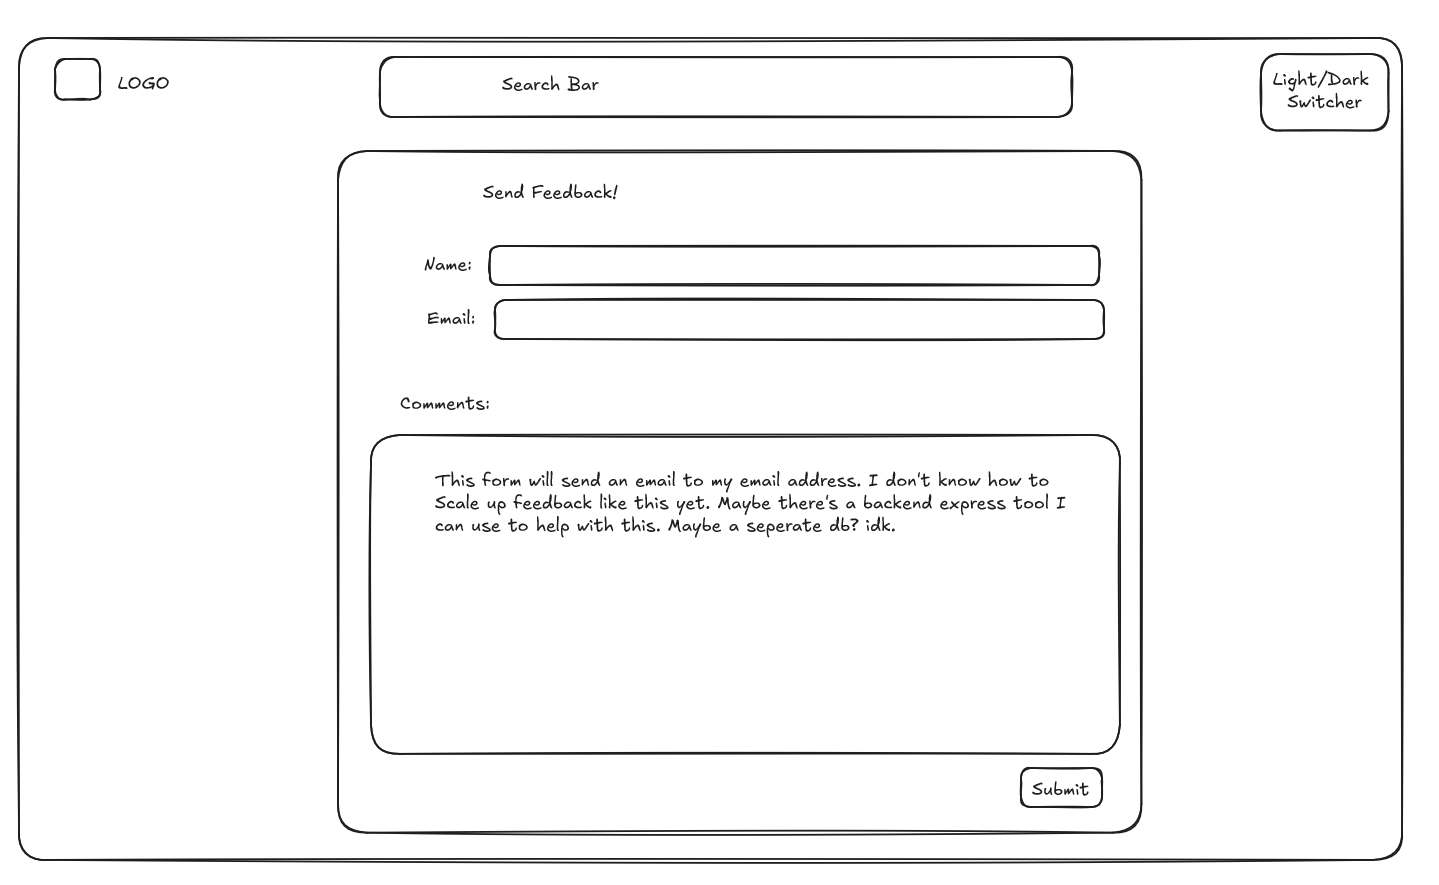 LOGO
Search Bar
Light/Dark
Switcher
Send Feedback!
Name:
Email:
Comments:
This form will send an email to my email address. I don't know how to
Scale up feedback like this yet. Maybe there's a backend express tool I
can use to help with this. Maybe a seperate db? idk.
Submit